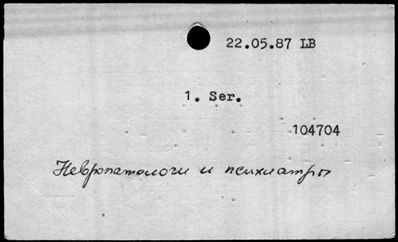 22.05.87 LB
1. Ser.
104704
Невропатологи и психиатры